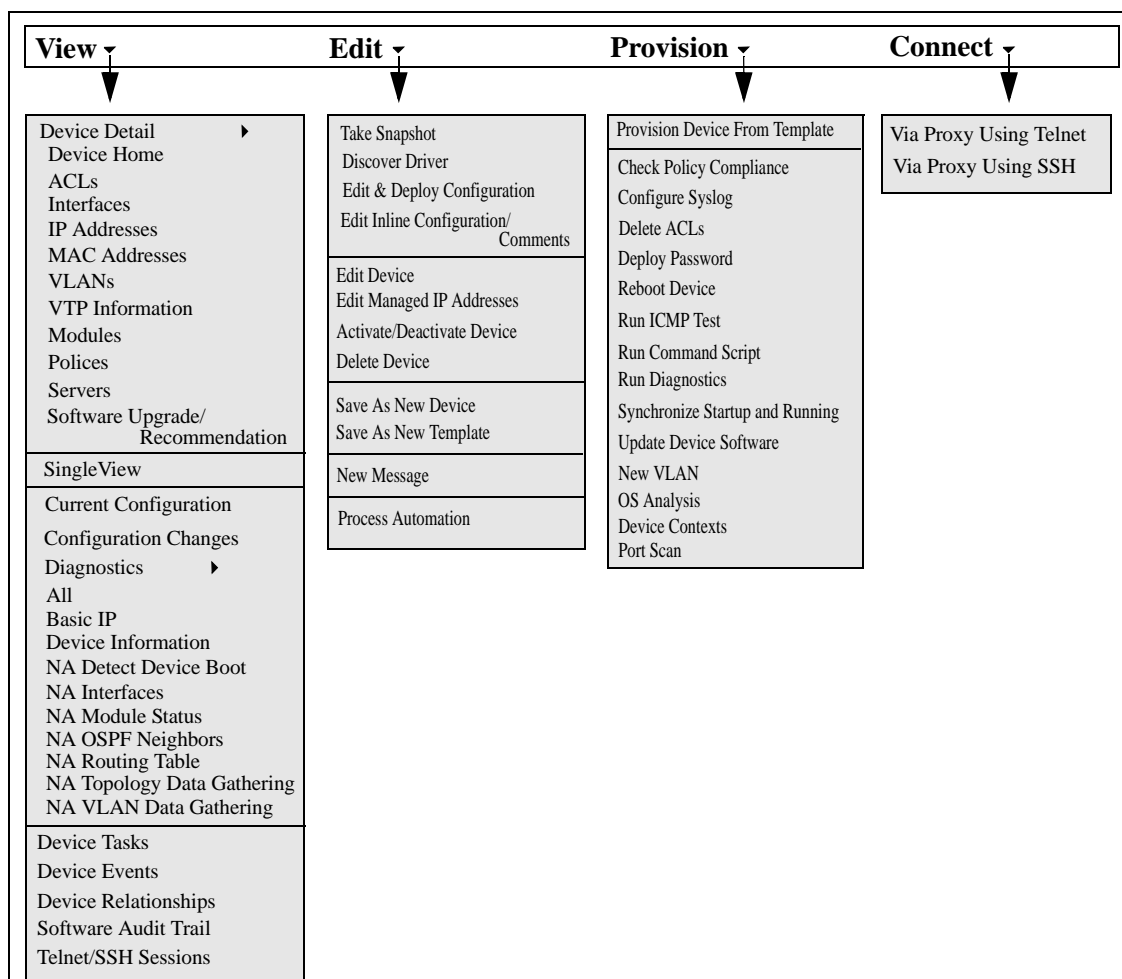 View
Edit
Provision
Connect
Device Detail
Device Home
ACLs
Interfaces
IP Addresses
MAC Addresses
VLANs
VTP Information
Modules
Polices
Servers
Software Upgrade/
Recommendation
SingleView
Current Configuration
Configuration Changes
Diagnostics
All
Basic IP
Device Information
NA Detect Device Boot
NA Interfaces
NA Module Status
NA OSPF Neighbors
NA Routing Table
NA Topology Data Gathering
NA VLAN Data Gathering
Device Tasks
Device Events
Device Relationships
Software Audit Trail
Telnet/SSH Sessions
Take Snapshot
Discover Driver
Edit & Deploy Configuration
Edit Inline Configuration/
Comments
Edit Device
Edit Managed IP Addresses
Activate/Deactivate Device
Delete Device
Save As New Device
Save As New Template
New Message
Process Automation
Provision Device From Template
Check Policy Compliance
Configure Syslog
Delete ACLs
Deploy Password
Reboot Device
Run ICMP Test
Run Command Script
Run Diagnostics
Synchronize Startup and Running
Update Device Software
New VLAN
OS Analysis
Device Contexts
Port Scan
Via Proxy Using Telnet
Via Proxy Using SSH